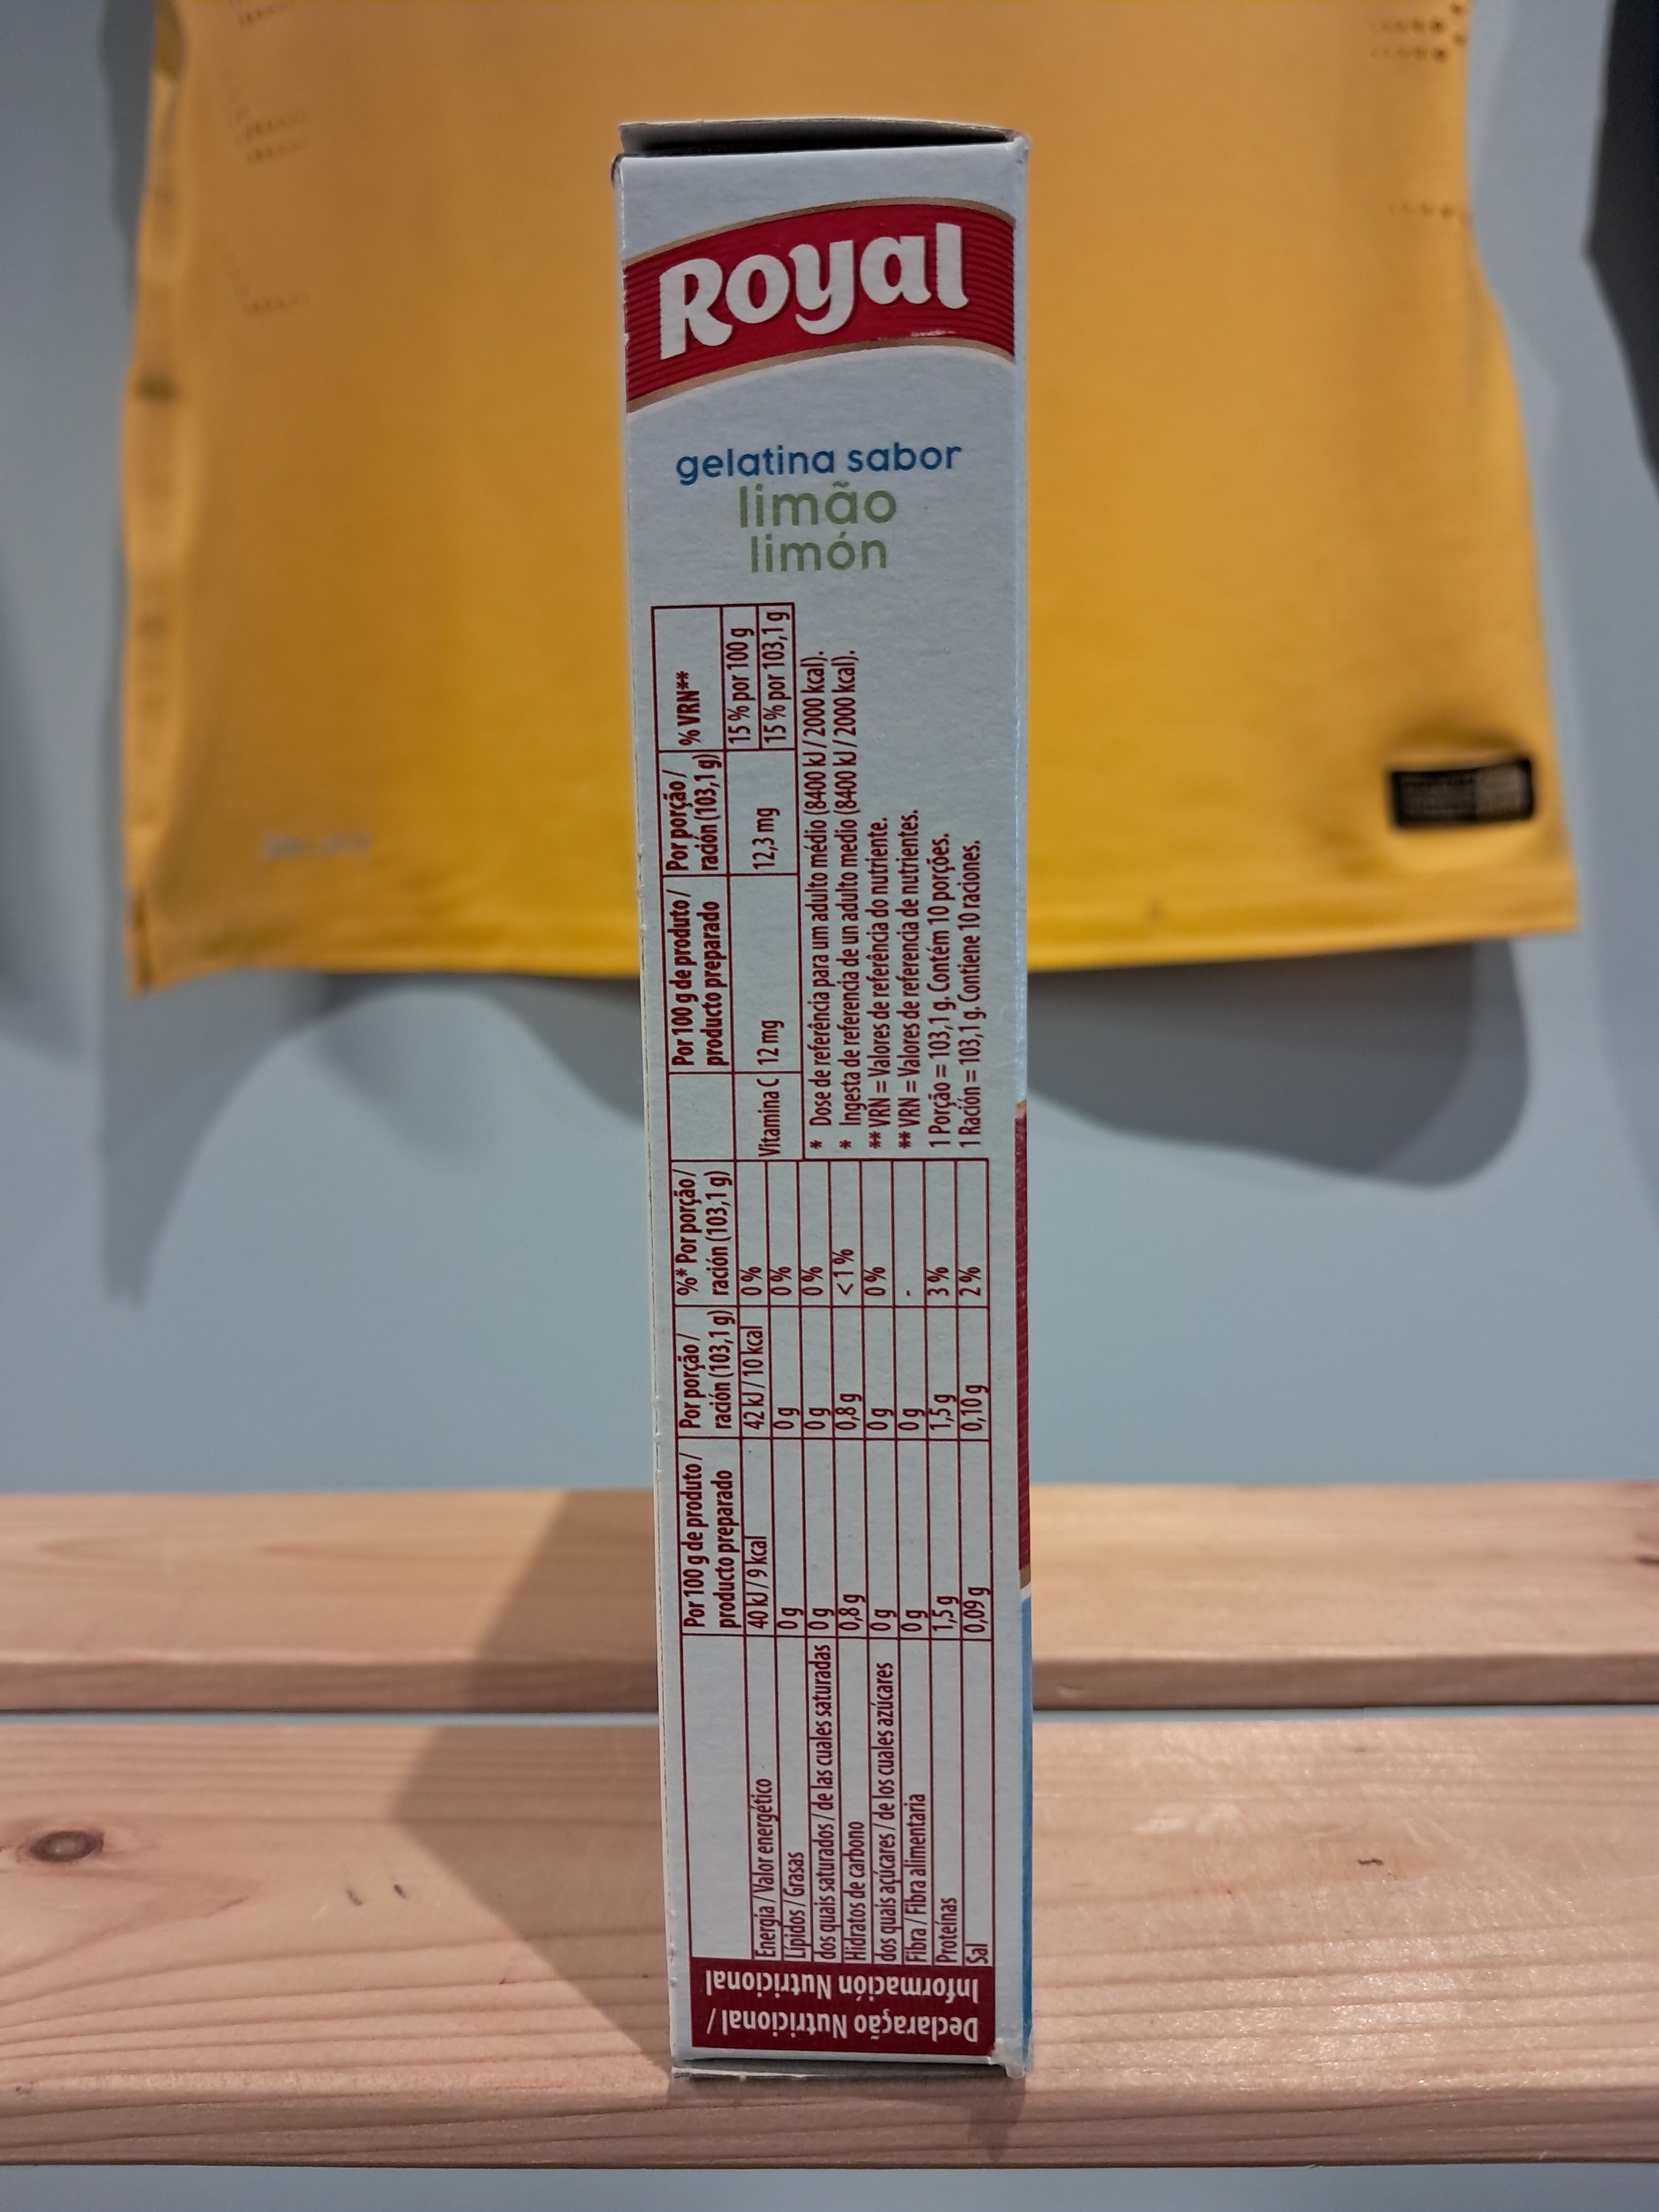 Royal
gelatina sabor
limão
limón
Declaração Nutricional /
Información Nutricional
Por 100 g de produto / producto preparado | Por porção / ración (103,1 g) | %* Por porção / ración (103,1 g)
Energia / Valor energético 40 kJ / 9 kcal 42 kJ / 10 kcal 0 %
Lípidos / Grasas 0 g 0 g 0 %
dos quais saturados / de las cuales saturadas 0 g 0 g 0 %
Hidratos de carbono 0,8 g 0,8 g <1 %
dos quais açúcares / de los cuales azúcares 0 g 0 g 0 %
Fibra / Fibra alimentaria 0 g 0 g -
Proteínas 1,5 g 1,5 g 3 %
Sal 0,09 g 0,10 g 2 %
Por 100 g de produto / producto preparado | Por porção / ración (103,1 g) | % VRN**
Vitamina C 12 mg 12,3 mg 15 % por 100 g
15 % por 103,1 g
* Dose de referência para um adulto médio (8400 kJ / 2000 kcal).
* Ingesta de referencia de un adulto medio (8400 kJ / 2000 kcal).
** VRN = Valores de referência do nutriente.
** VRN = Valores de referencia de nutrientes.
1 Porção = 103,1 g. Contém 10 porções.
1 Ración = 103,1 g. Contiene 10 raciones.